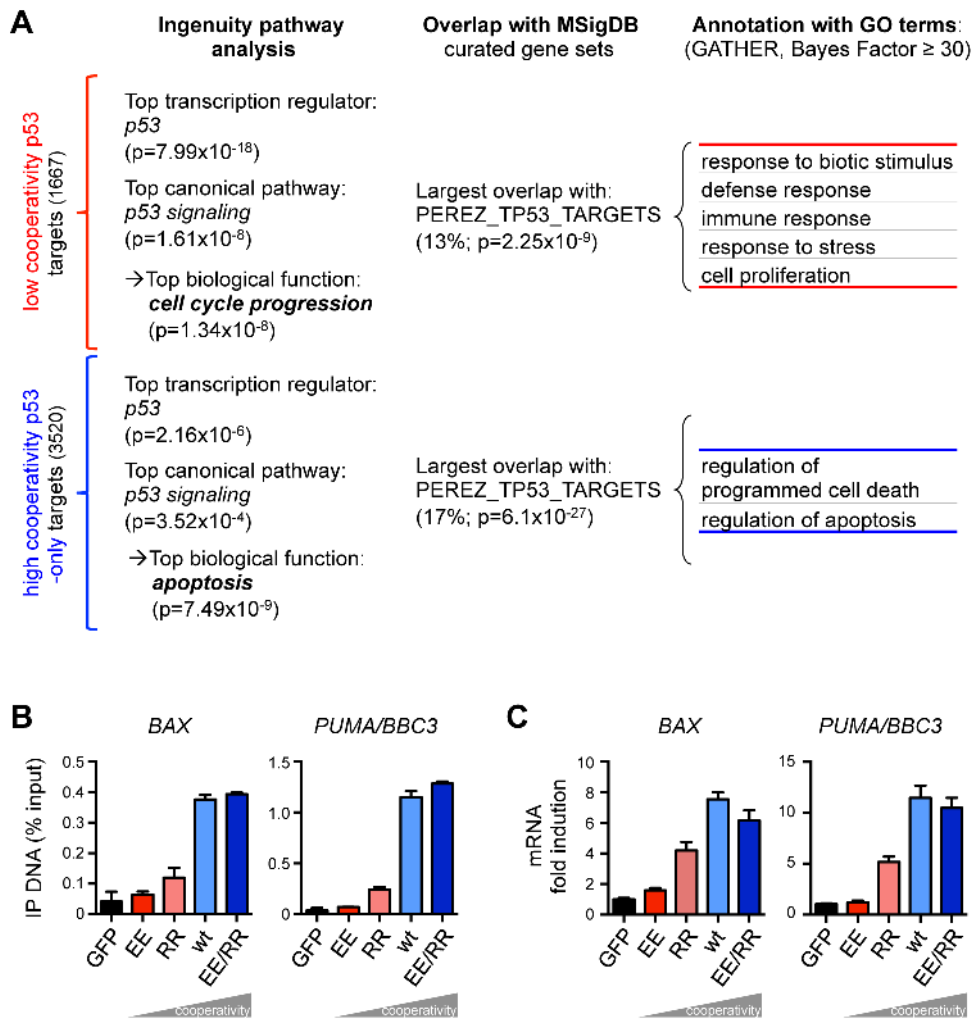 A
Ingenuity pathway
analysis
Overlap with MSigDB
curated gene sets
Annotation with GO terms:
(GATHER, Bayes Factor ≥ 30)
low cooperativity p53
targets (1667)
Top transcription regulator:
p53
(p=7.99x10-18)
Top canonical pathway:
p53 signaling
(p=1.61x10-8)
→Top biological function:
cell cycle progression
(p=1.34x10-8)
Largest overlap with:
PEREZ_TP53_TARGETS
(13%; p=2.25x10-9)
response to biotic stimulus
defense response
immune response
response to stress
cell proliferation
high cooperativity p53
-only targets (3520)
Top transcription regulator:
p53
(p=2.16x10-6)
Top canonical pathway:
p53 signaling
(p=3.52x10-4)
→Top biological function:
apoptosis
(p=7.49x10-9)
Largest overlap with:
PEREZ_TP53_TARGETS
(17%; p=6.1x10-27)
regulation of
programmed cell death
regulation of apoptosis
B
BAX
IP DNA (% input)
0.5
0.4
0.3
0.2
0.1
0
GFP
EE
RR
wt
EE/RR
cooperativity
PUMA/BBC3
1.5
1.0
0.5
0
GFP
EE
RR
wt
EE/RR
cooperativity
C
BAX
mRNA
fold indution
10
8
6
4
2
0
GFP
EE
RR
wt
EE/RR
cooperativity
PUMA/BBC3
15
10
5
0
GFP
EE
RR
wt
EE/RR
cooperativity